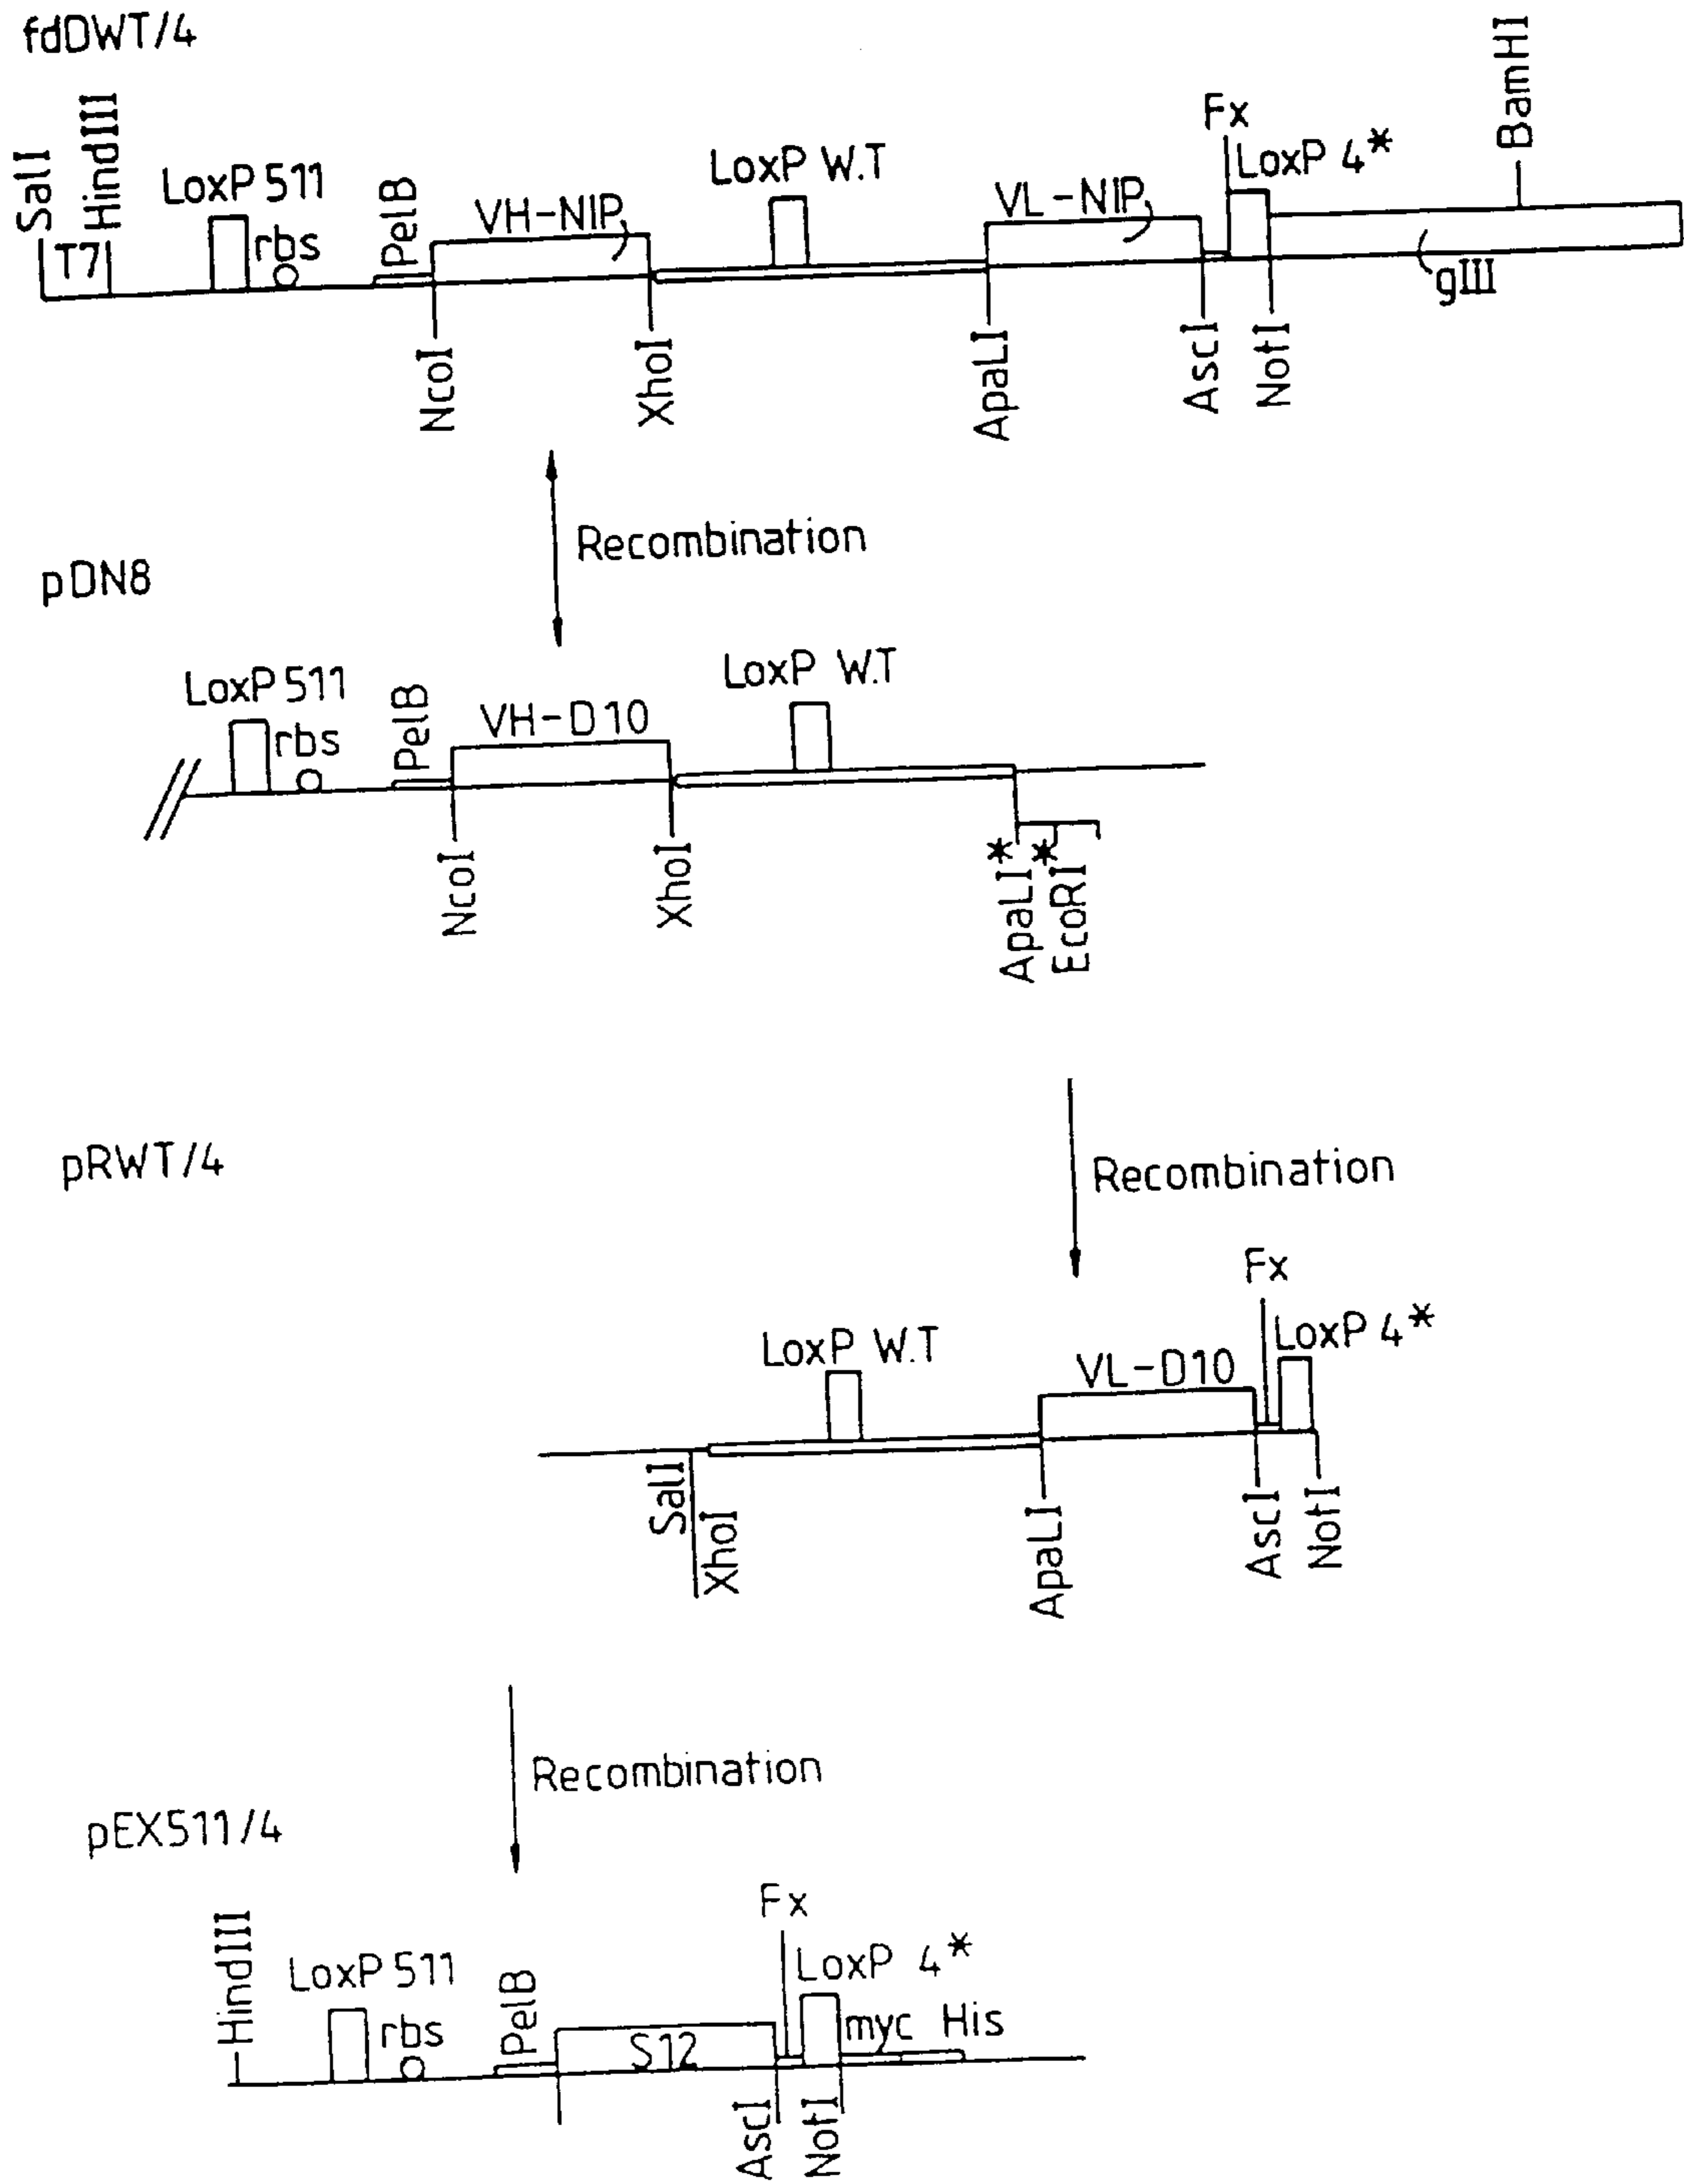 fdDWT/4
SalI
HindIII
T7
LoxP 511
rbs
PelB
VH-NIP
LoxP W.T
VL-NIP
Fx
LoxP 4*
BamHI
gIII
NcoI
XhoI
ApaLI
AscI
NotI
Recombination
pDN8
LoxP 511
rbs
PelB
VH-D10
LoxP W.T
NcoI
XhoI
ApaLI*
EcoRI*
Recombination
pRWT/4
LoxP W.T
VL-D10
Fx
LoxP 4*
SalI
XhoI
ApaLI
AscI
NotI
Recombination
pEX511/4
HindIII
LoxP 511
rbs
PelB
S12
Fx
LoxP 4*
myc His
AscI
NotI